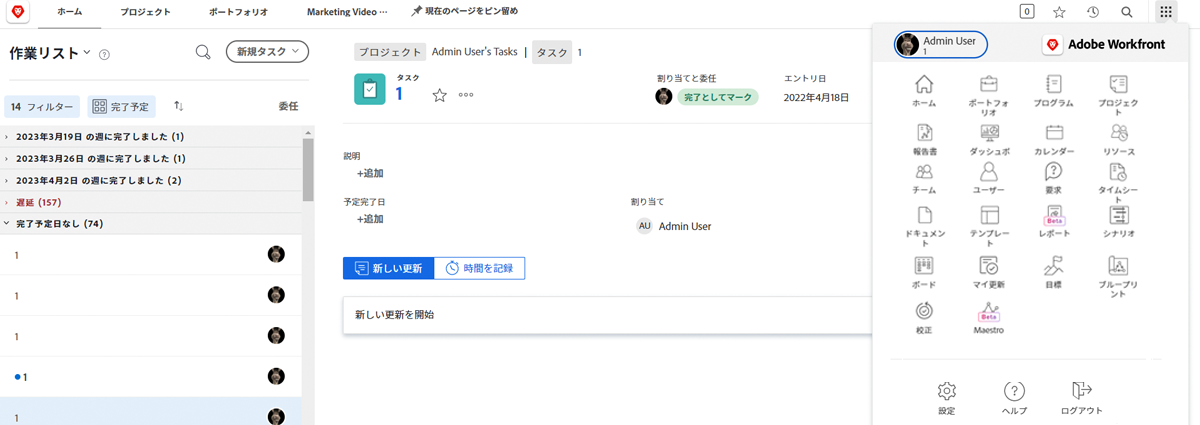 ホーム プロジェクト ポートフォリオ Marketing Video ··· 現在のページをピン留め 0
作業リスト
新規タスク
14 フィルター 完了予定 委任
2023年3月19日 の週に完了しました (1)
2023年3月26日 の週に完了しました (1)
2023年4月2日 の週に完了しました (2)
遅延 (157)
完了予定日なし (74)
1
1
1
1
1
プロジェクト Admin User's Tasks | タスク 1
タスク
1
割り当てと委任
完了としてマーク
エントリ日
2022年4月18日
説明
+追加
予定完了日
+追加
割り当て
AU Admin User
新しい更新 時間を記録
新しい更新を開始
Admin User
1
Adobe Workfront
ホーム
ポートフォリオ
プログラム
プロジェクト
報告書
ダッシュボ
カレンダー
リソース
チーム
ユーザー
要求
タイムシート
ドキュメント
テンプレート
Beta
レポート
シナリオ
ボード
マイ更新
目標
ブループリント
校正
Beta
Maestro
設定
ヘルプ
ログアウト